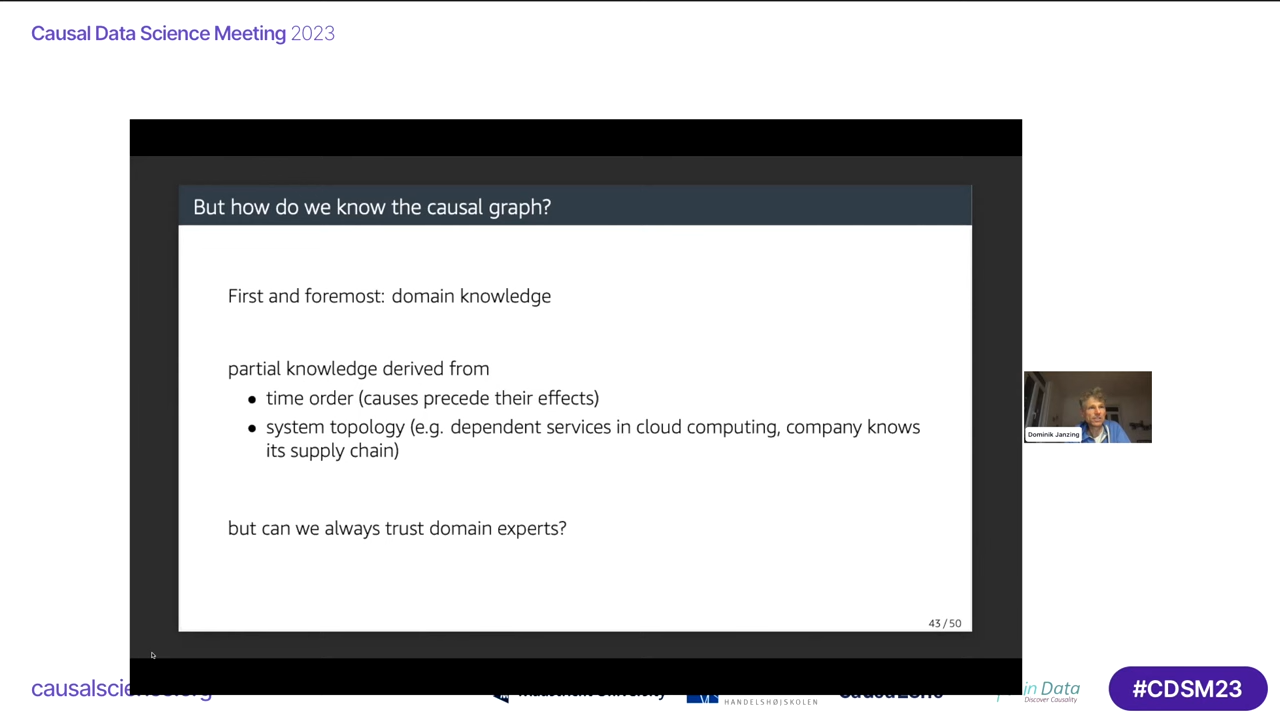 Causal Data Science Meeting 2023
But how do we know the causal graph?
First and foremost: domain knowledge
partial knowledge derived from
● time order (causes precede their effects)
● system topology (e.g. dependent services in cloud computing, company knows
its supply chain)
but can we always trust domain experts?
43 / 50
Dominik Janzing
HANDELSHØJSKOLEN
in Data
Discover Causality
#CDSM23